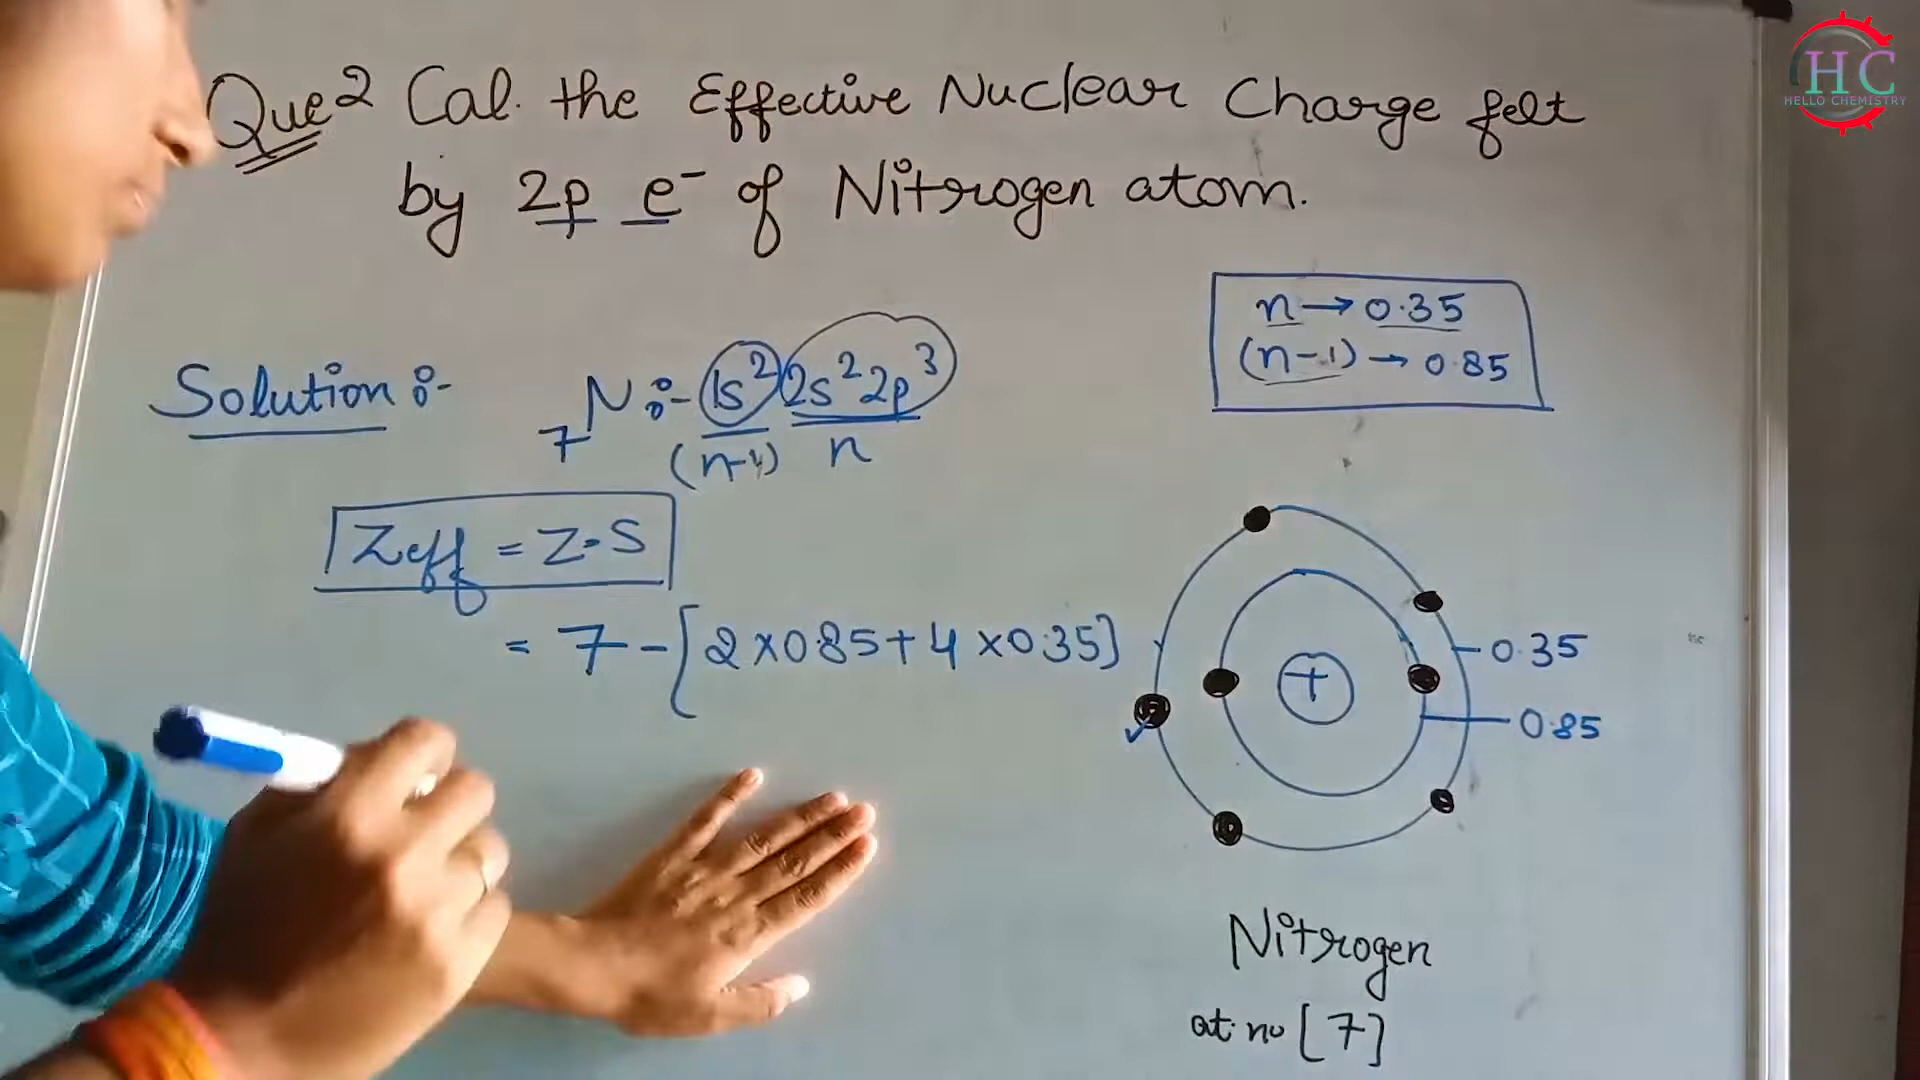 HC
HELLO CHEMISTRY
Que 2 Cal. the Effective Nuclear Charge felt
by 2p e⁻ of Nitrogen atom.
n → 0.35
(n-1) → 0.85
Solution :-
₇N :- 1s² 2s² 2p³
(n-1) n
Zeff = Z-S
= 7 - [2 × 0.85 + 4 × 0.35]
+
0.35
0.85
Nitrogen
at. no [7]